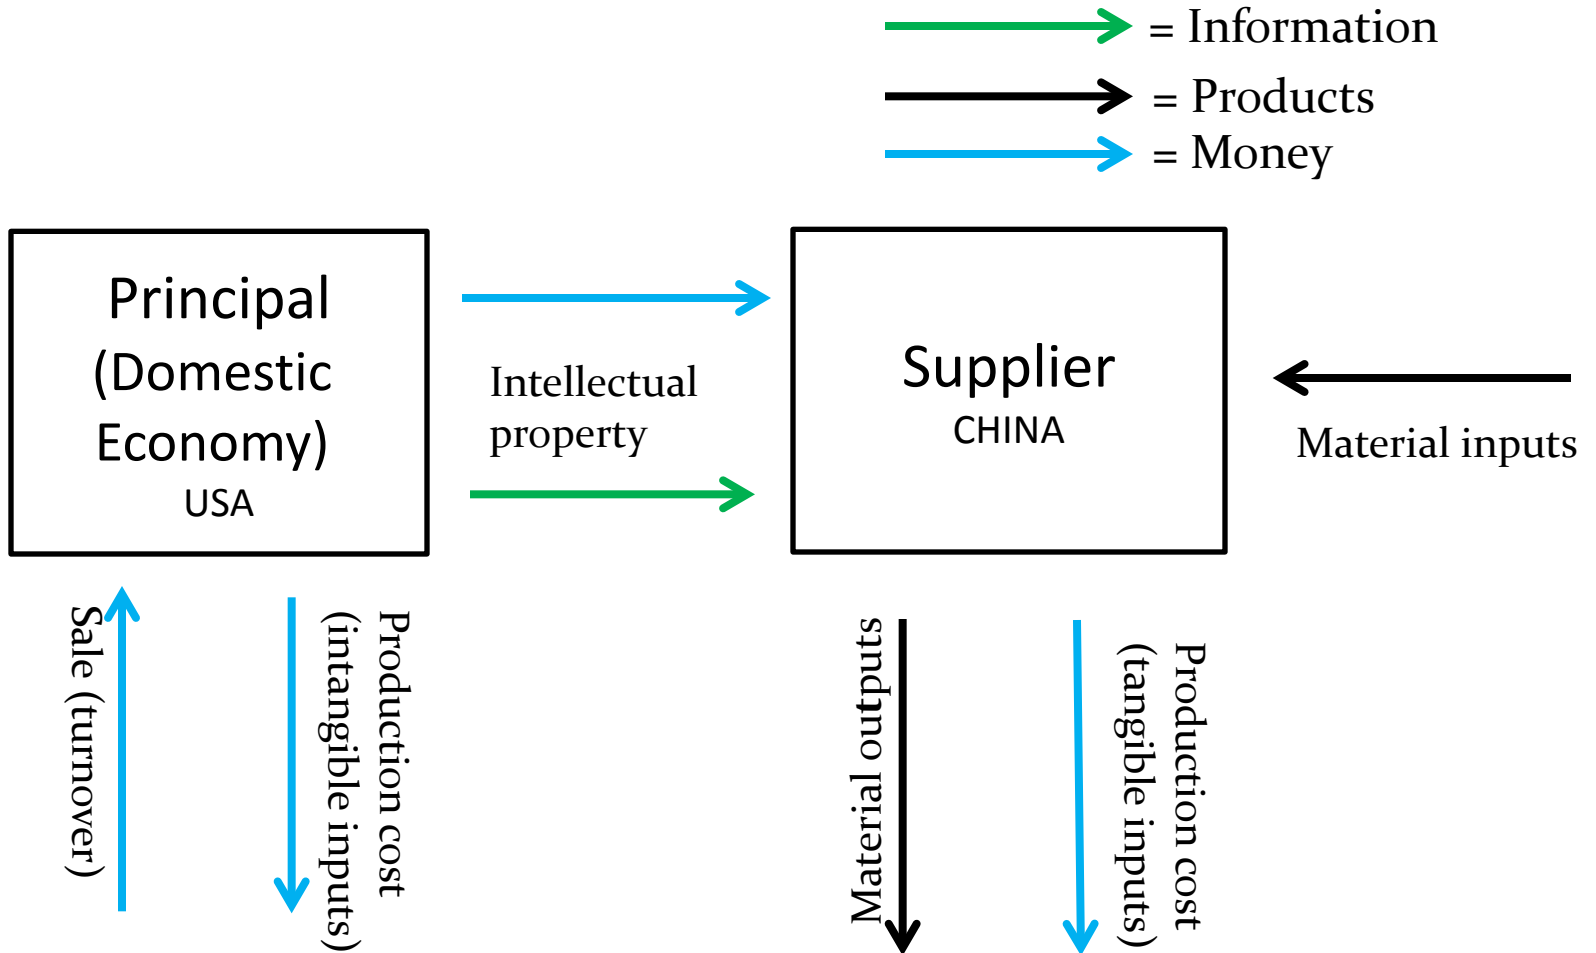 = Information
= Products
= Money
Principal
(Domestic
Economy)
USA
Intellectual
property
Supplier
CHINA
Material inputs
Sale (turnover)
Production cost
(intangible inputs)
Material outputs
Production cost
(tangible inputs)